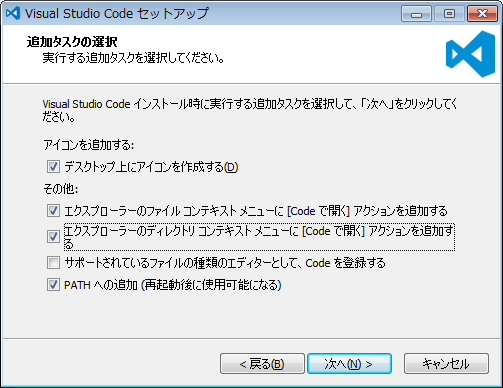 Visual Studio Code セットアップ
追加タスクの選択
実行する追加タスクを選択してください。
Visual Studio Code インストール時に実行する追加タスクを選択して、「次へ」をクリックしてく
ださい。
アイコンを追加する:
デスクトップ上にアイコンを作成する(D)
その他:
エクスプローラーのファイル コンテキスト メニューに [Code で開く] アクションを追加する
エクスプローラーのディレクトリ コンテキスト メニューに [Code で開く] アクションを追加す
る
サポートされているファイルの種類のエディターとして、Code を登録する
PATH への追加 (再起動後に使用可能になる)
< 戻る(B)
次へ(N) >
キャンセル